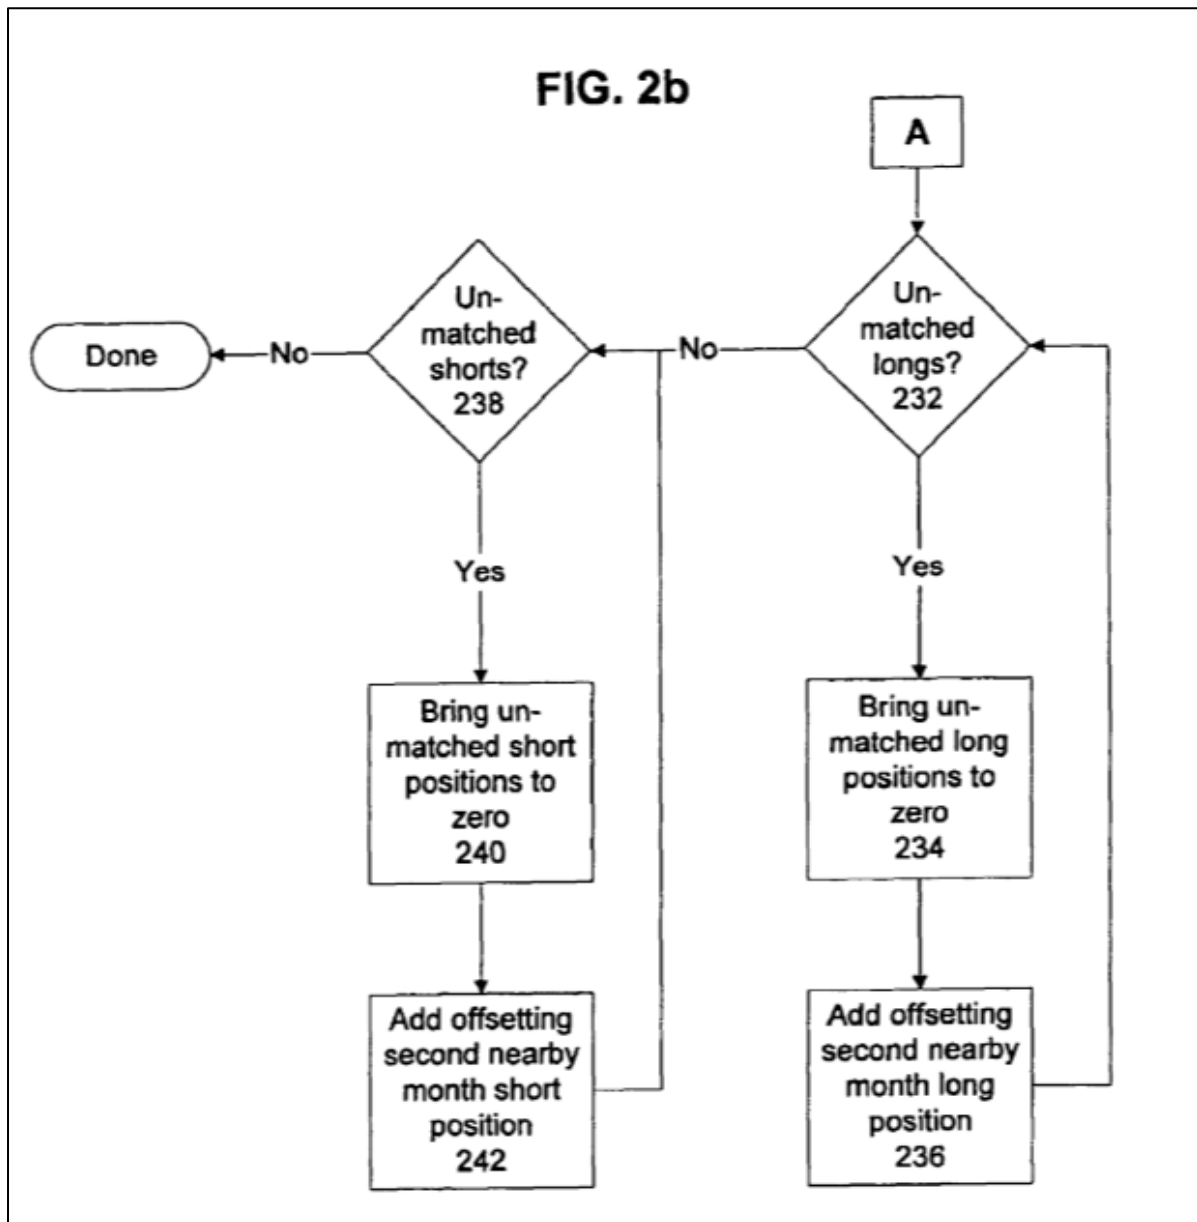 FIG. 2b
A
Un-
matched
longs?
232
No
Un-
matched
shorts?
238
No
Done
Yes
Yes
Bring un-
matched short
positions to
zero
240
Bring un-
matched long
positions to
zero
234
Add offsetting
second nearby
month short
position
242
Add offsetting
second nearby
month long
position
236